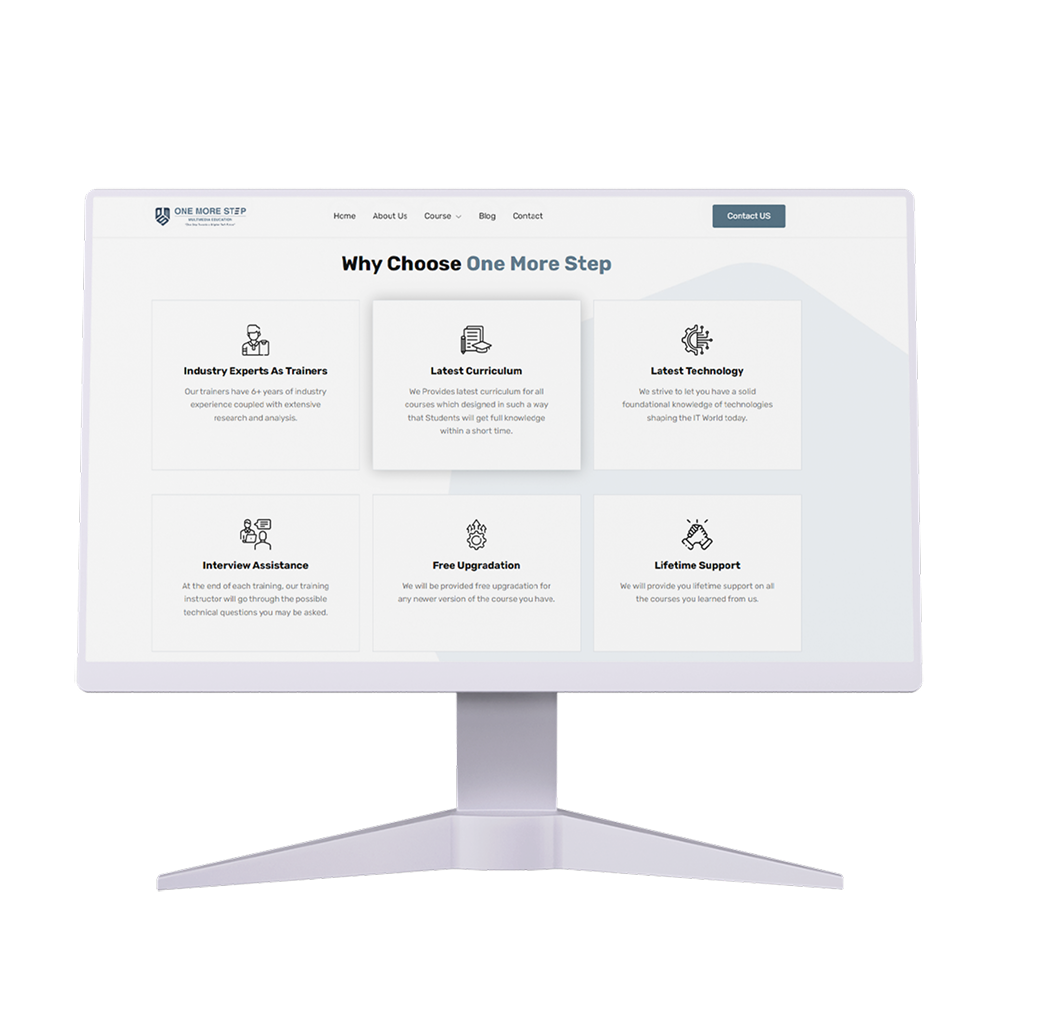 ONE MORE STEP
MULTIMEDIA EDUCATION
Home About Us Course Blog Contact
Contact US
Why Choose One More Step
Industry Experts As Trainers
Our trainers have 6+ years of industry
experience coupled with extensive
research and analysis.
Latest Curriculum
We Provides latest curriculum for all
courses which designed in such a way
that Students will get full knowledge
within a short time.
Latest Technology
We strive to let you have a solid
foundational knowledge of technologies
shaping the IT World today.
Interview Assistance
At the end of each training, our training
instructor will go through the possible
technical questions you may be asked.
Free Upgradation
We will be provided free upgradation for
any newer version of the course you have.
Lifetime Support
We will provide you lifetime support on all
the courses you learned from us.